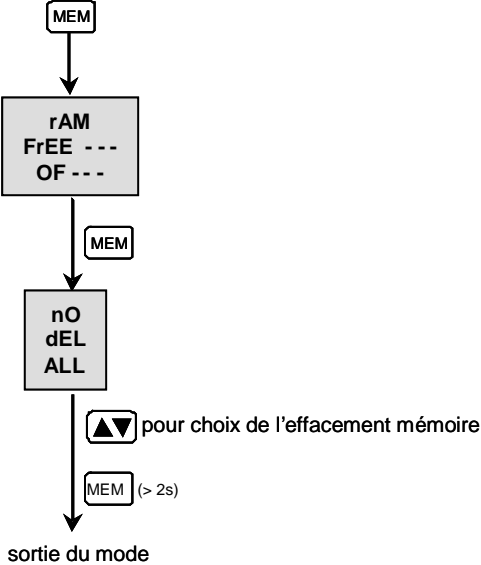 MEM
rAM
FrEE ---
OF ---
MEM
nO
dEL
ALL
pour choix de l'effacement mémoire
MEM (> 2s)
sortie du mode